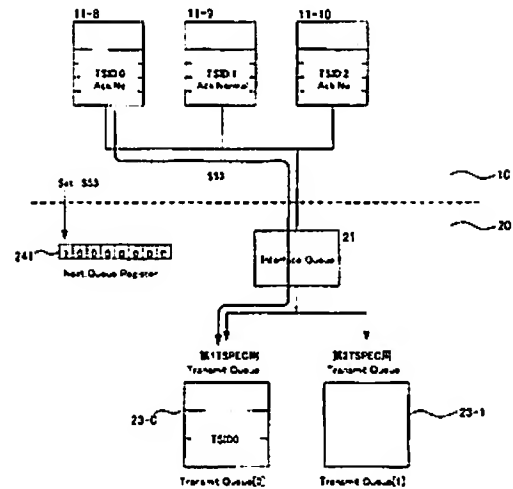 11-8
11-9
11-10
TSID:0
Ack:No
TSID:1
Ack:Normal
TSID:2
Ack:No
Set S53
S53
10
20
241
Next Queue Register
21
Interface Queue
第1TSPEC用
Transmit Queue
第2TSPEC用
Transmit Queue
23-0
TSID0
23-1
Transmit Queue[0]
Transmit Queue[1]